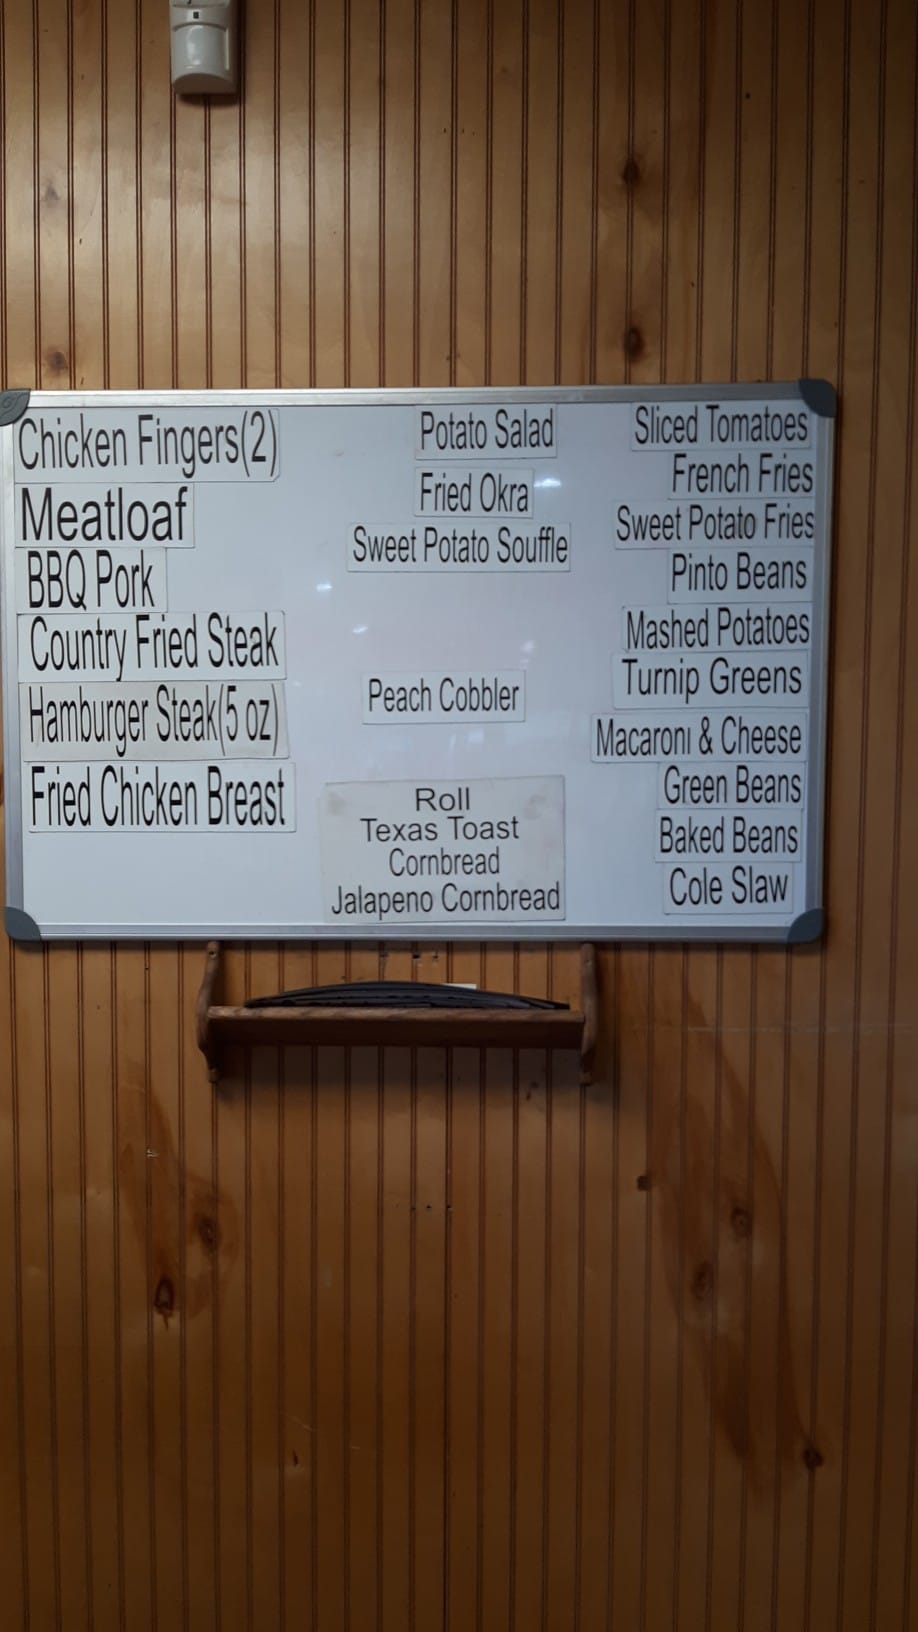 Chicken Fingers(2)
Meatloaf
BBQ Pork
Country Fried Steak
Hamburger Steak(5 oz)
Fried Chicken Breast
Potato Salad
Fried Okra
Sweet Potato Souffle
Peach Cobbler
Roll
Texas Toast
Cornbread
Jalapeno Cornbread
Sliced Tomatoes
French Fries
Sweet Potato Fries
Pinto Beans
Mashed Potatoes
Turnip Greens
Macaroni & Cheese
Green Beans
Baked Beans
Cole Slaw